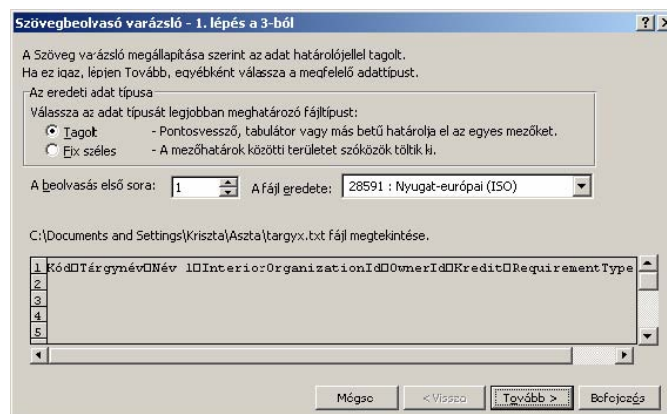 Szövegbeolvasó varázsló - 1. lépés a 3-ból
A Szöveg varázsló megállapítása szerint az adat határolójellel tagolt.
Ha ez igaz, lépjen Tovább, egyébként válassza a megfelelő adattípust.
Az eredeti adat típusa
Válassza az adat típusát legjobban meghatározó fájltípust:
Tagolt - Pontosvessző, tabulátor vagy más betű határolja el az egyes mezőket.
Fix széles - A mezőhatárok közötti területet szóközök töltik ki.
A beolvasás első sora: 1 A fájl eredete: 28591 : Nyugat-európai (ISO)
C:\Documents and Settings\Kriszta\Aszta\targyx.txt fájl megtekintése.
1 Kód□Tárgynév□Név 1□InteriorOrganizationId□OwnerId□Kredit□RequirementType
2
3
4
5
Mégse < Vissza Tovább > Befejezés